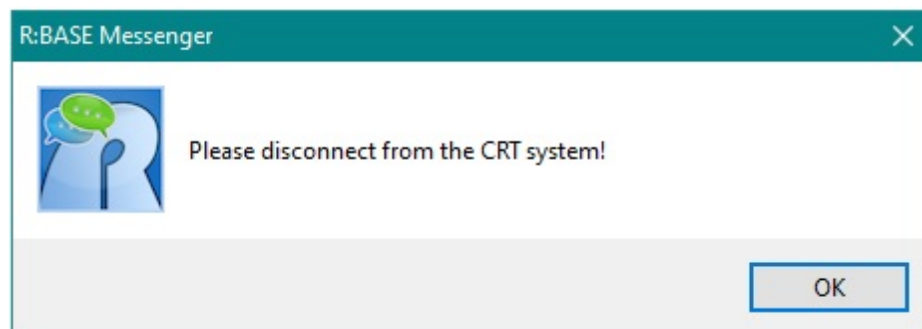 R:BASE Messenger
Please disconnect from the CRT system!
OK